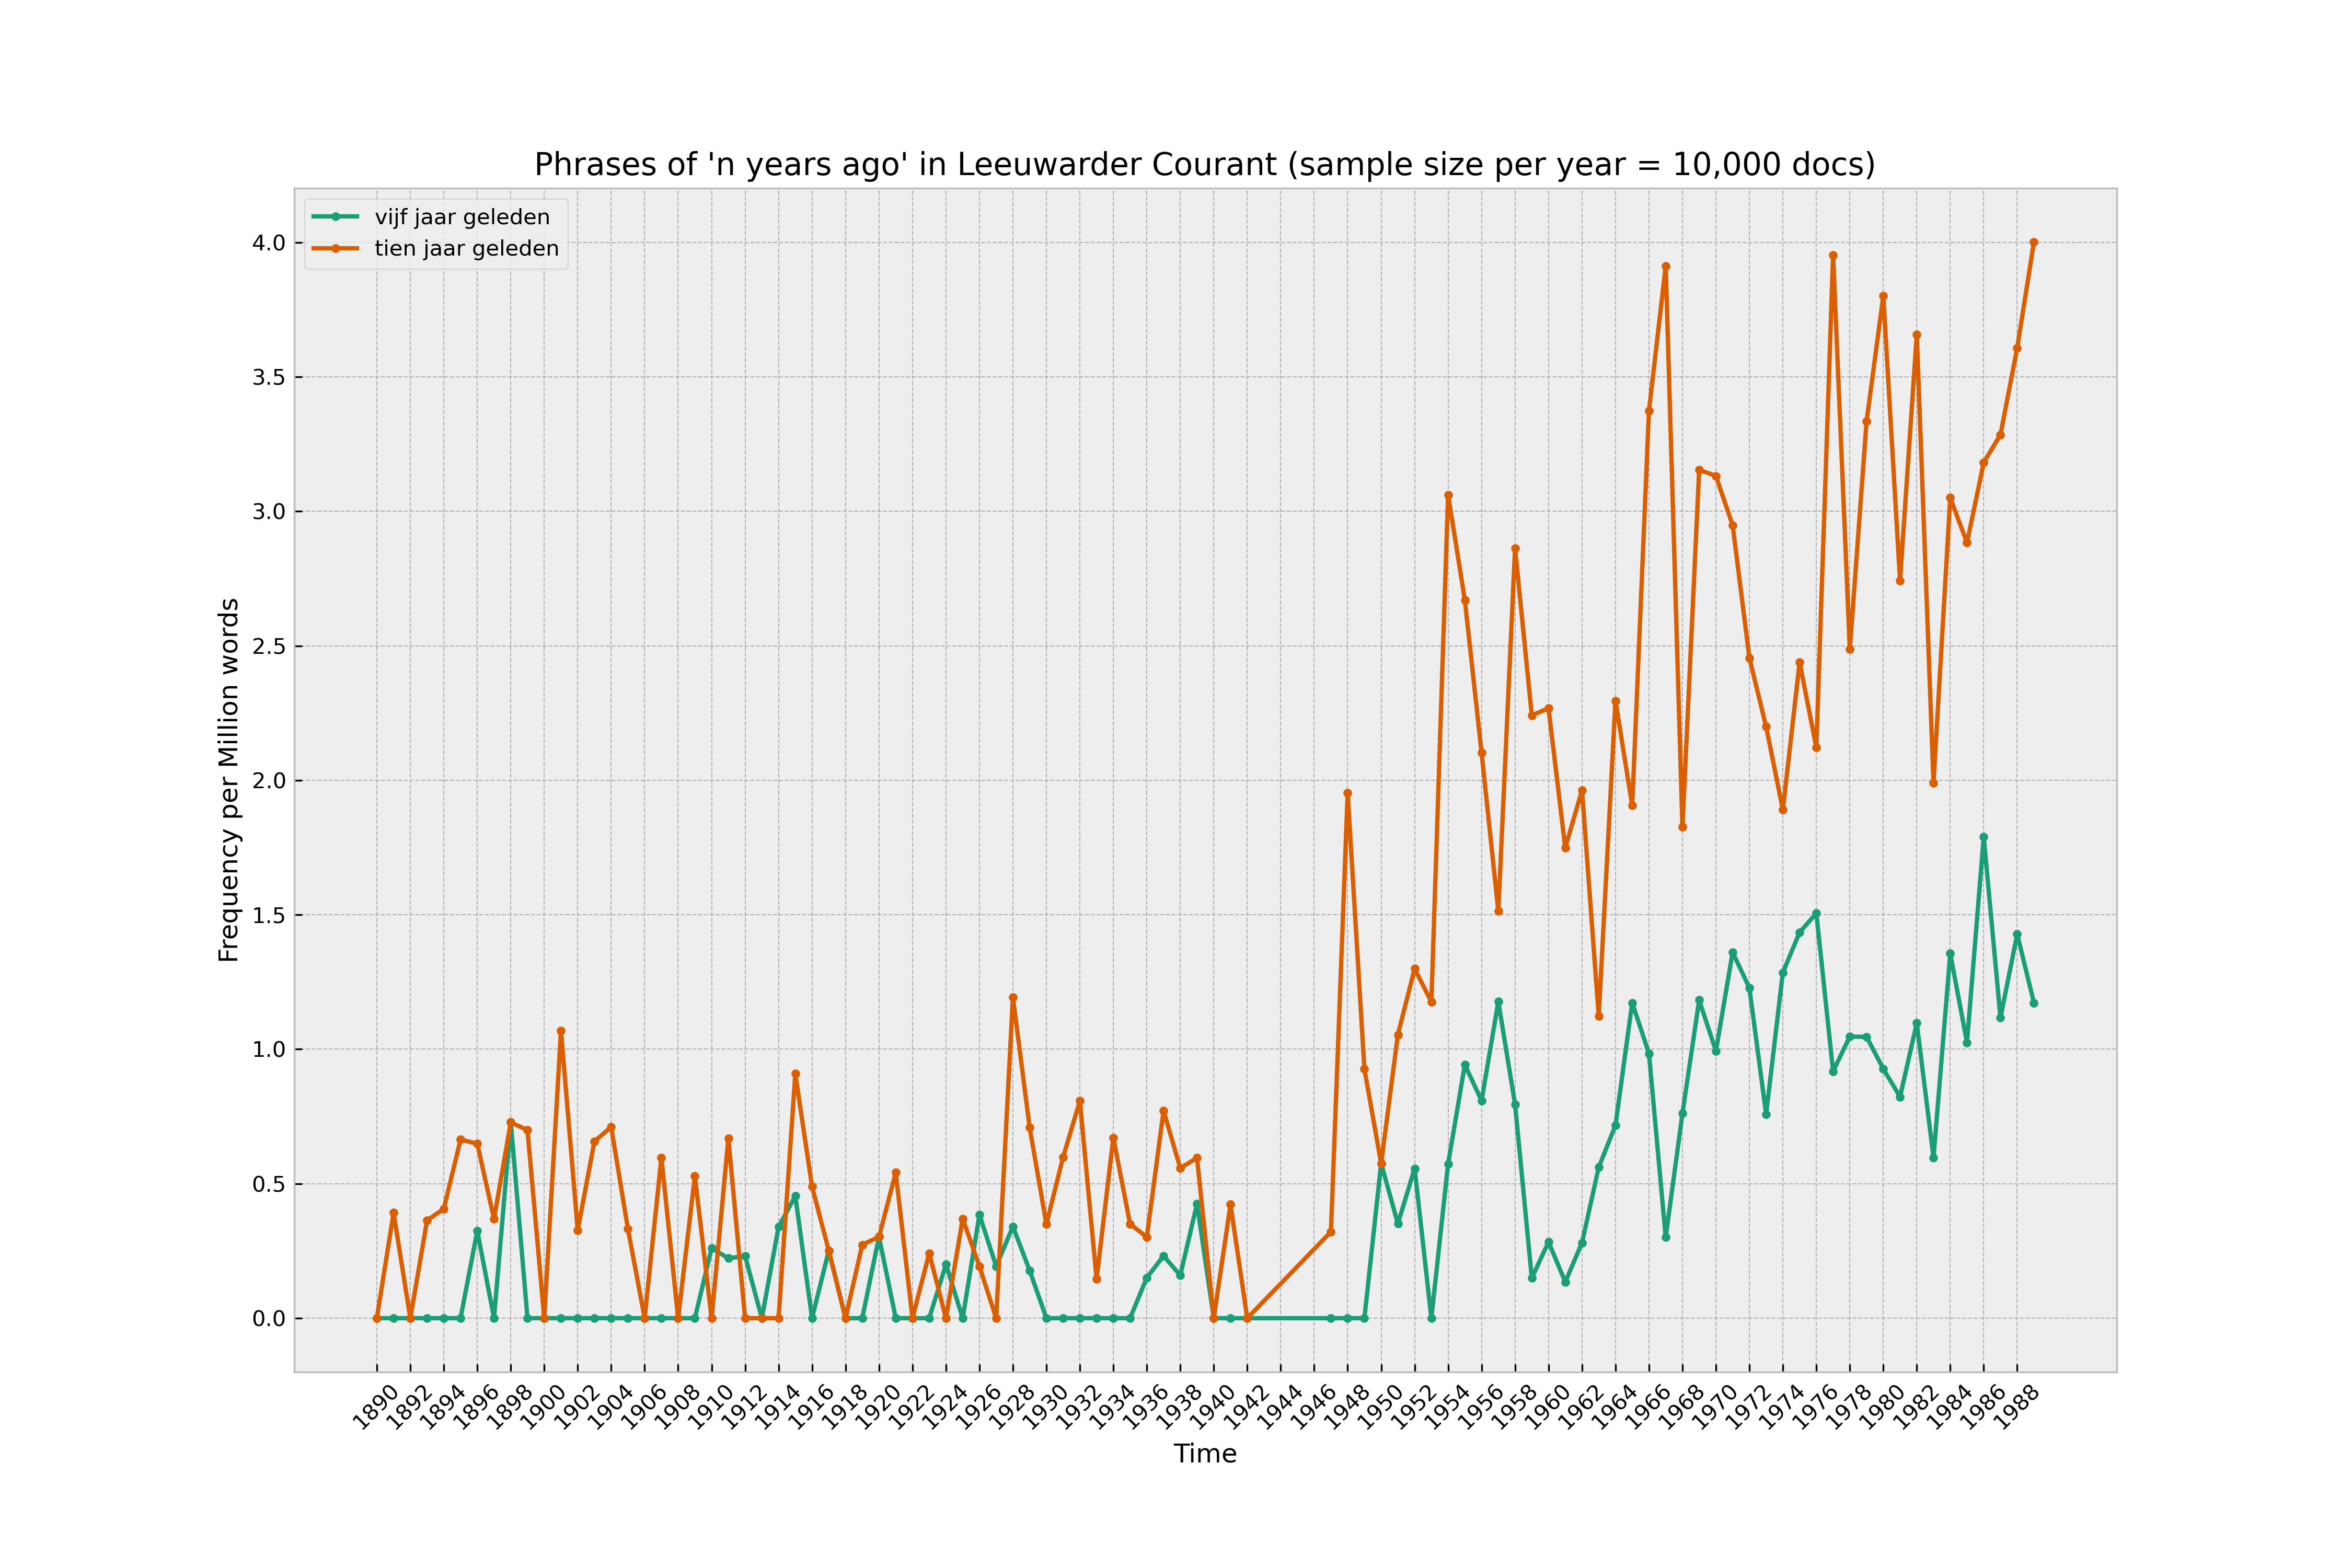 Phrases of 'n years ago' in Leeuwarder Courant (sample size per year = 10,000 docs)
vijf jaar geleden
tien jaar geleden
4.0
3.5
3.0
2.5
2.0
1.5
1.0
0.5
0.0
Frequency per Million words
1890 1892 1894 1896 1898 1900 1902 1904 1906 1908 1910 1912 1914 1916 1918 1920 1922 1924 1926 1928 1930 1932 1934 1936 1938 1940 1942 1944 1946 1948 1950 1952 1954 1956 1958 1960 1962 1964 1966 1968 1970 1972 1974 1976 1978 1980 1982 1984 1986 1988
Time